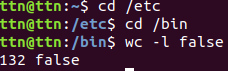 ttn@ttn:~$ cd /etc
ttn@ttn:/etc$ cd /bin
ttn@ttn:/bin$ wc -l false
132 false